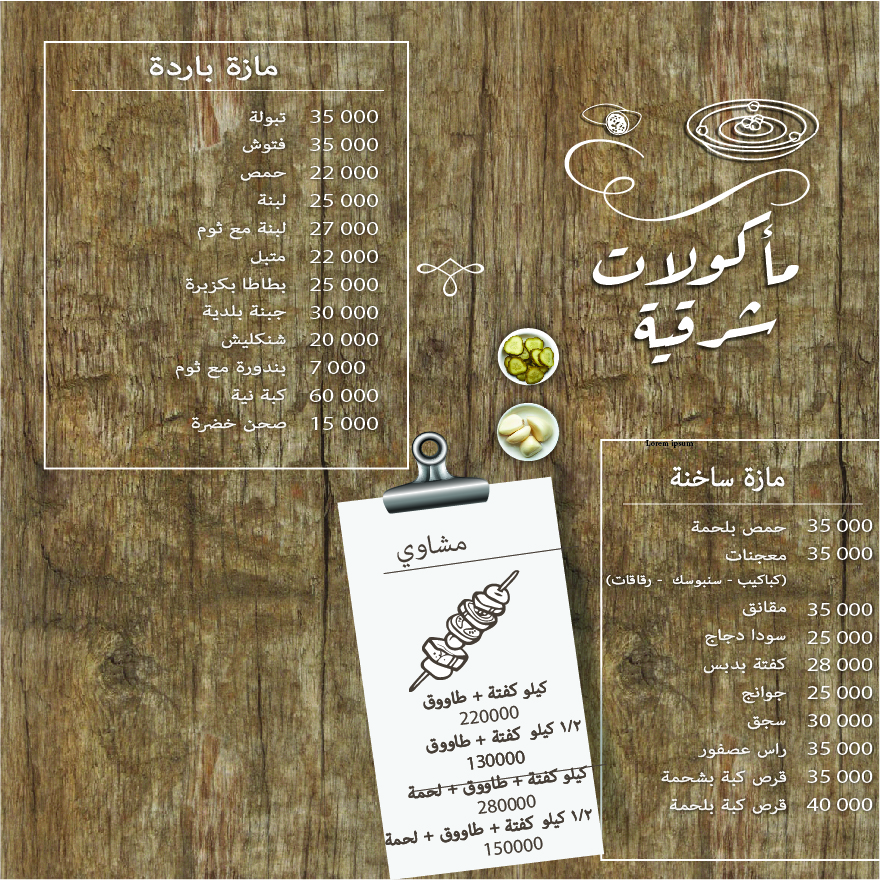 مأكولات
شرقية
مازة باردة
تبولة 35 000
فتوش 35 000
حمص 22 000
لبنة 25 000
لبنة مع ثوم 27 000
متبل 22 000
بطاطا بكزبرة 25 000
جبنة بلدية 30 000
شنكليش 20 000
بندورة مع ثوم 7 000
كبة نية 60 000
صحن خضرة 15 000
Lorem ipsum
مازة ساخنة
حمص بلحمة 35 000
معجنات 35 000
(كباكيب - سنبوسك - رقاقات)
مقانق 35 000
سودا دجاج 25 000
كفتة بدبس 28 000
جوانح 25 000
سجق 30 000
راس عصفور 35 000
قرص كبة بشحمة 35 000
قرص كبة بلحمة 40 000
مشاوي
كيلو كفتة + طاووق
220000
١/٢ كيلو كفتة + طاووق
130000
كيلو كفتة + طاووق + لحمة
280000
١/٢ كيلو كفتة + طاووق + لحمة
150000